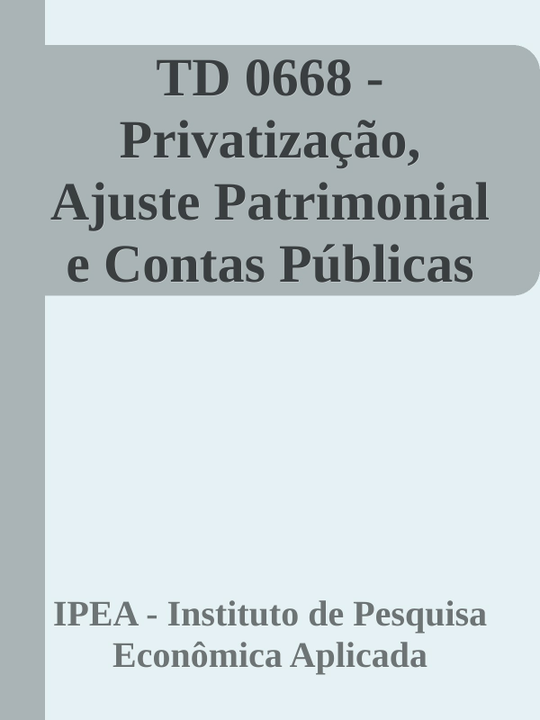 TD 0668 -
Privatização,
Ajuste Patrimonial
e Contas Públicas
IPEA - Instituto de Pesquisa
Econômica Aplicada